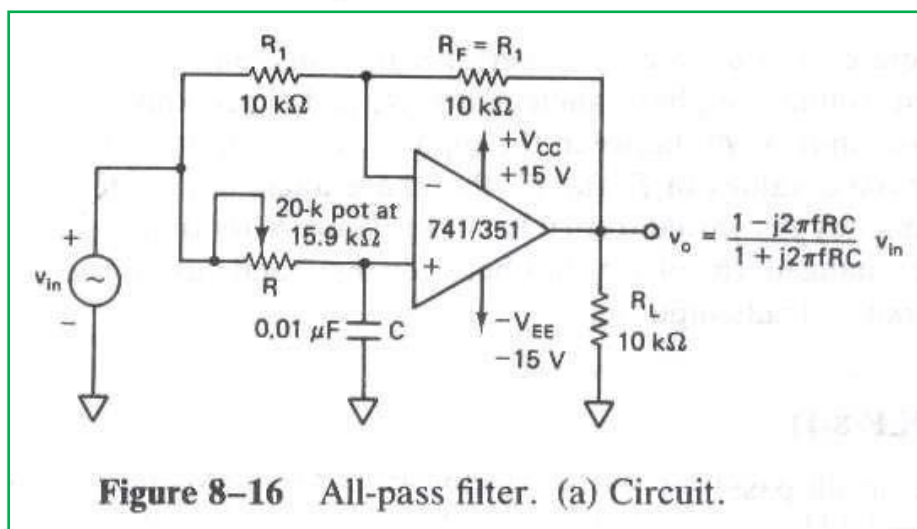 R₁
10 kΩ
R_F = R₁
10 kΩ
+V_CC
+15 V
20-k pot at
15.9 kΩ
R
741/351
−
+
v_o = (1 − j2πfRC) / (1 + j2πfRC) v_in
+
v_in
~
−
0.01 μF
C
−V_EE
−15 V
R_L
10 kΩ
Figure 8–16 All-pass filter. (a) Circuit.